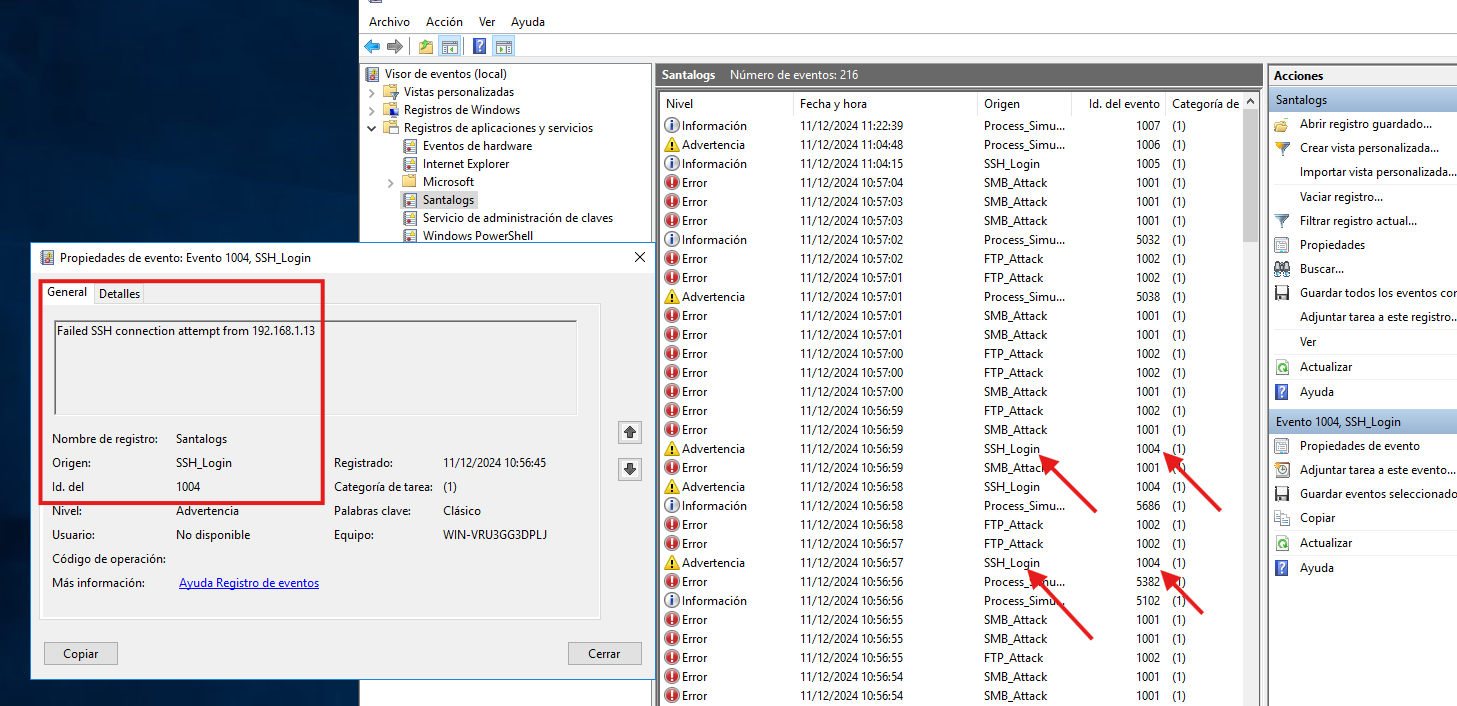 Archivo Acción Ver Ayuda
Visor de eventos (local)
Vistas personalizadas
Registros de Windows
Registros de aplicaciones y servicios
Eventos de hardware
Internet Explorer
Microsoft
Santalogs
Servicio de administración de claves
Windows PowerShell
Santalogs Número de eventos: 216
Nivel Fecha y hora Origen Id. del evento Categoría de
Información 11/12/2024 11:22:39 Process_Simu... 1007 (1)
Advertencia 11/12/2024 11:04:48 Process_Simu... 1006 (1)
Información 11/12/2024 11:04:15 SSH_Login 1005 (1)
Error 11/12/2024 10:57:04 SMB_Attack 1001 (1)
Error 11/12/2024 10:57:03 SMB_Attack 1001 (1)
Error 11/12/2024 10:57:03 SMB_Attack 1001 (1)
Información 11/12/2024 10:57:02 Process_Simu... 5032 (1)
Error 11/12/2024 10:57:02 FTP_Attack 1002 (1)
Error 11/12/2024 10:57:01 FTP_Attack 1002 (1)
Advertencia 11/12/2024 10:57:01 Process_Simu... 5038 (1)
Error 11/12/2024 10:57:01 SMB_Attack 1001 (1)
Error 11/12/2024 10:57:01 SMB_Attack 1001 (1)
Error 11/12/2024 10:57:00 FTP_Attack 1002 (1)
Error 11/12/2024 10:57:00 FTP_Attack 1002 (1)
Error 11/12/2024 10:57:00 SMB_Attack 1001 (1)
Error 11/12/2024 10:56:59 FTP_Attack 1002 (1)
Error 11/12/2024 10:56:59 SMB_Attack 1001 (1)
Advertencia 11/12/2024 10:56:59 SSH_Login 1004 (1)
Error 11/12/2024 10:56:59 SMB_Attack 1001 (1)
Advertencia 11/12/2024 10:56:58 SSH_Login 1004 (1)
Información 11/12/2024 10:56:58 Process_Simu... 5686 (1)
Error 11/12/2024 10:56:58 FTP_Attack 1002 (1)
Error 11/12/2024 10:56:57 FTP_Attack 1002 (1)
Advertencia 11/12/2024 10:56:57 SSH_Login 1004 (1)
Error 11/12/2024 10:56:56 Process_Simu... 5382 (1)
Información 11/12/2024 10:56:56 Process_Simu... 5102 (1)
Error 11/12/2024 10:56:55 SMB_Attack 1001 (1)
Error 11/12/2024 10:56:55 SMB_Attack 1001 (1)
Error 11/12/2024 10:56:55 FTP_Attack 1002 (1)
Error 11/12/2024 10:56:54 SMB_Attack 1001 (1)
Error 11/12/2024 10:56:54 SMB_Attack 1001 (1)
Acciones
Santalogs
Abrir registro guardado...
Crear vista personalizada...
Importar vista personalizada...
Vaciar registro...
Filtrar registro actual...
Propiedades
Buscar...
Guardar todos los eventos con
Adjuntar tarea a este registro...
Ver
Actualizar
Ayuda
Evento 1004, SSH_Login
Propiedades de evento
Adjuntar tarea a este evento...
Guardar eventos seleccionado
Copiar
Actualizar
Ayuda
Propiedades de evento: Evento 1004, SSH_Login
General Detalles
Failed SSH connection attempt from 192.168.1.13
Nombre de registro: Santalogs
Origen: SSH_Login Registrado: 11/12/2024 10:56:45
Id. del 1004 Categoría de tarea: (1)
Nivel: Advertencia Palabras clave: Clásico
Usuario: No disponible Equipo: WIN-VRU3GG3DPLJ
Código de operación:
Más información: Ayuda Registro de eventos
Copiar Cerrar